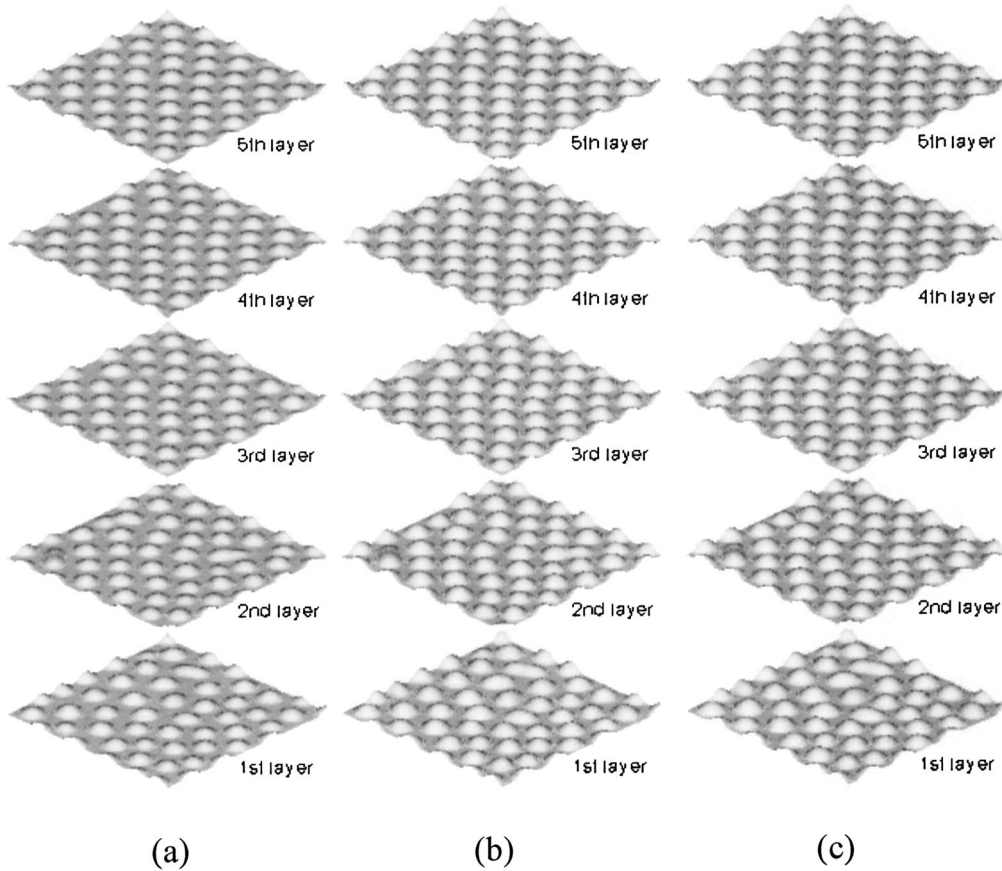 5th layer 5th layer 5th layer
4th layer 4th layer 4th layer
3rd layer 3rd layer 3rd layer
2nd layer 2nd layer 2nd layer
1st layer 1st layer 1st layer
(a) (b) (c)